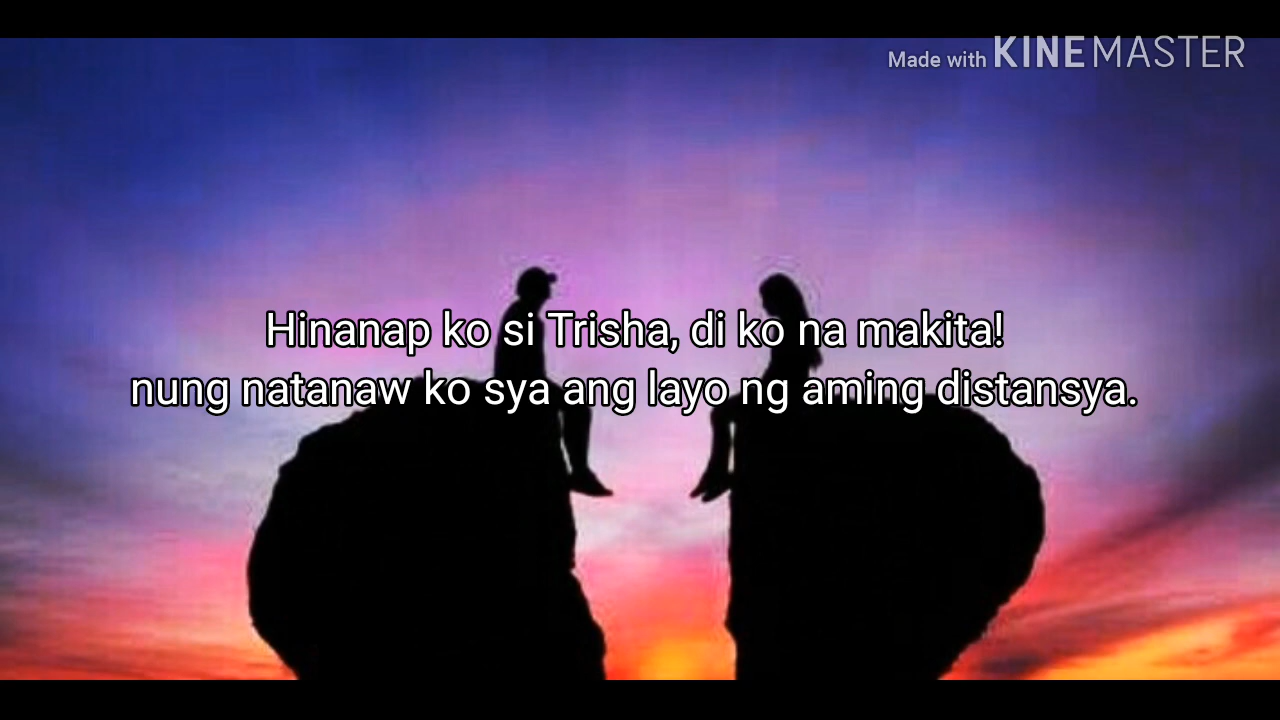 Made with KINEMASTER
Hinanap ko si Trisha, di ko na makita!
nung natanaw ko sya ang layo ng aming distansya.